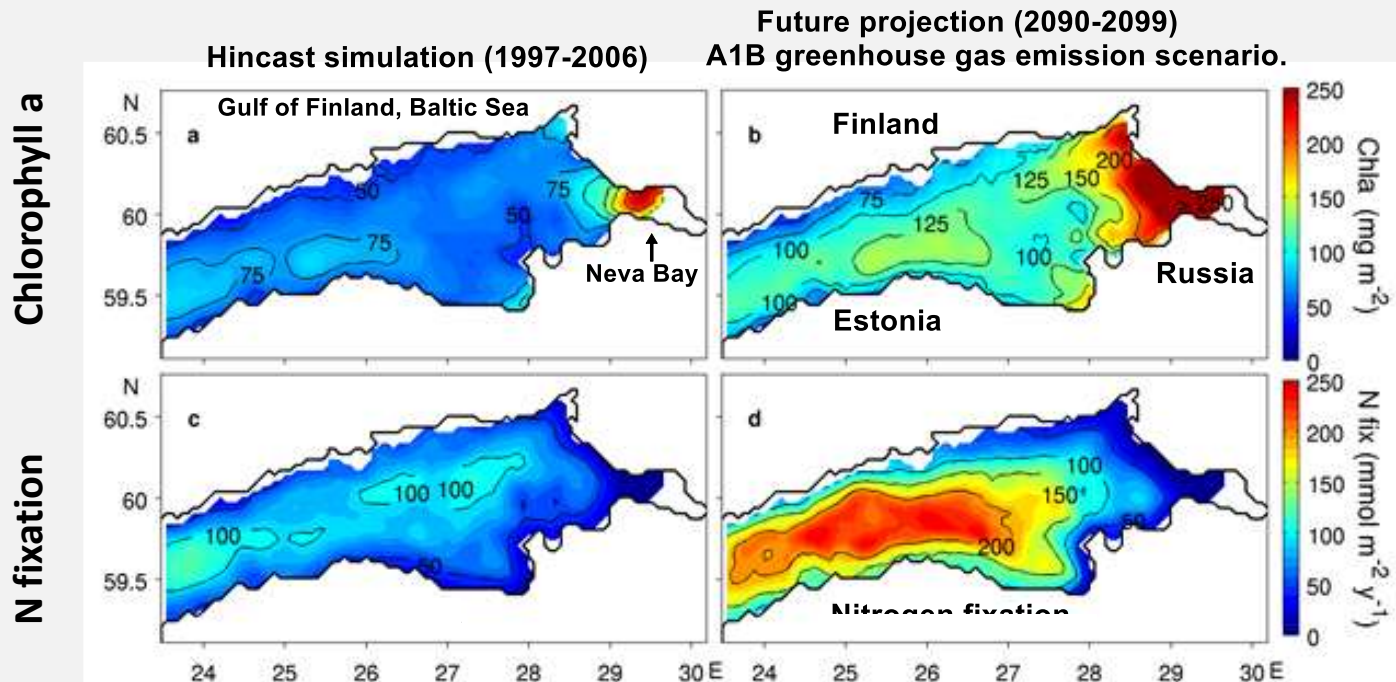 Future projection (2090-2099)
Hincast simulation (1997-2006)
A1B greenhouse gas emission scenario.
Chlorophyll a
N
60.5
60
59.5
Gulf of Finland, Baltic Sea
a
50
75
50
75
75
Neva Bay
b
Finland
200
125
150
75
125
100
100
100
250
Russia
Estonia
250
200
150
100
50
0
Chla (mg m-2)
N fixation
N
60.5
60
59.5
c
100
100
100
50
24
25
26
27
28
29
30 E
d
100
150
50
200
Nitrogen fixation
24
25
26
27
28
29
30 E
250
200
150
100
50
0
N fix (mmol m-2 y-1)